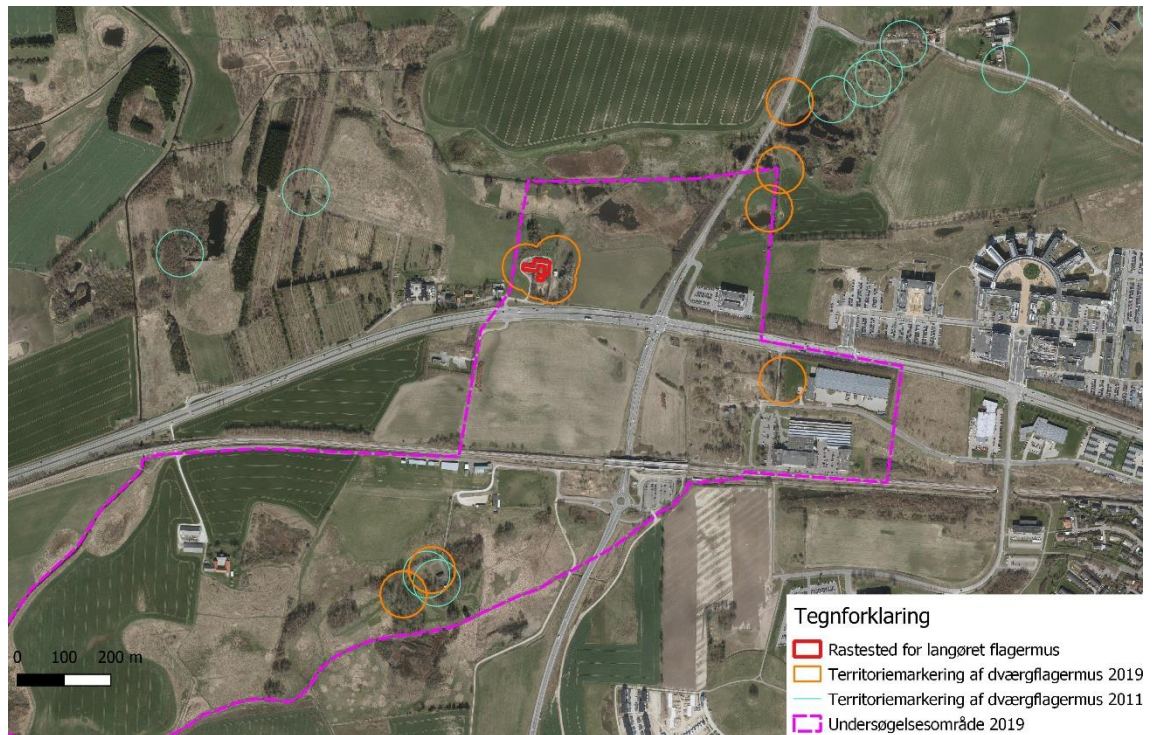 0 100 200 m
Tegnforklaring
Rastested for langøret flagermus
Territoriemarkering af dværgflagermus 2019
Territoriemarkering af dværgflagermus 2011
Undersøgelsesområde 2019